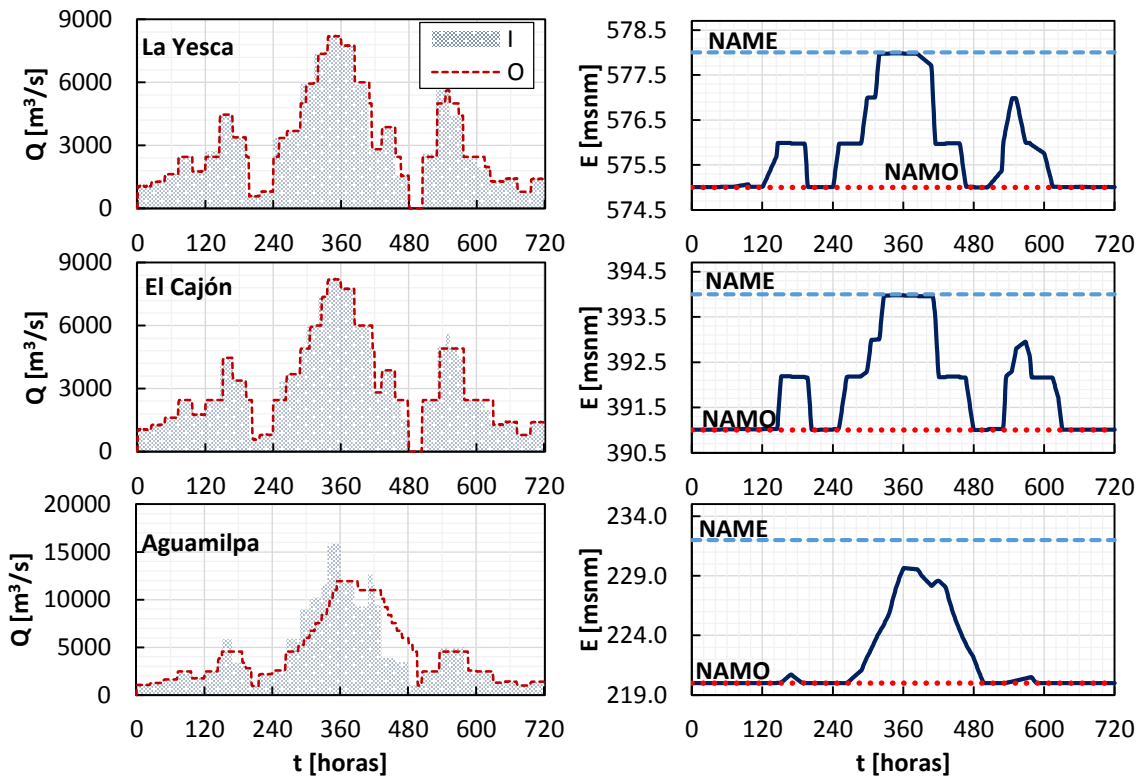 La Yesca
Q [m³/s]
9000
6000
3000
0
I
O
0 120 240 360 480 600 720
E [msnm]
578.5
577.5
576.5
575.5
574.5
NAME
NAMO
0 120 240 360 480 600 720
El Cajón
Q [m³/s]
9000
6000
3000
0
0 120 240 360 480 600 720
E [msnm]
394.5
393.5
392.5
391.5
390.5
NAME
NAMO
0 120 240 360 480 600 720
Aguamilpa
Q [m³/s]
20000
15000
10000
5000
0
0 120 240 360 480 600 720
t [horas]
E [msnm]
234.0
229.0
224.0
219.0
NAME
NAMO
0 120 240 360 480 600 720
t [horas]